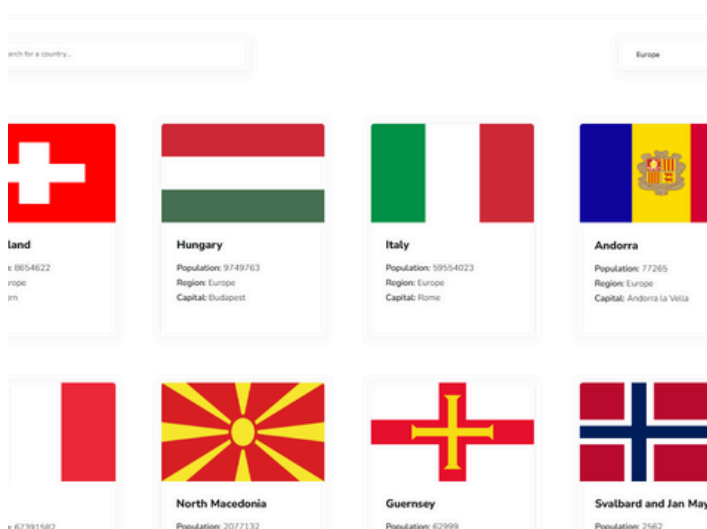 arch for a country...
Europe
land
Hungary
Italy
Andorra
: 8654622
Population: 9749763
Population: 59554023
Population: 77265
rope
Region: Europe
Region: Europe
Region: Europe
ern
Capital: Budapest
Capital: Rome
Capital: Andorra la Vella
North Macedonia
Guernsey
Svalbard and Jan May
: 67391582
Population: 2077132
Population: 62999
Population: 2562